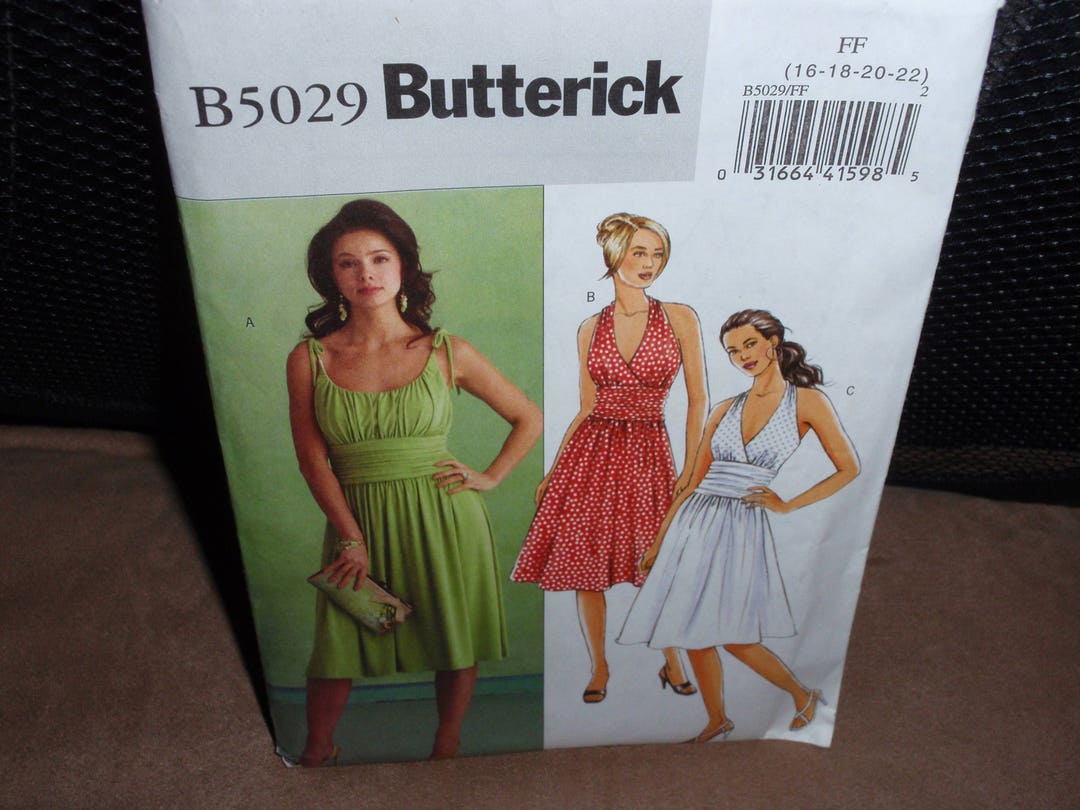 B5029 Butterick
FF
(16-18-20-22)
B5029/FF
2
0 31664 41598 5
A
B
C